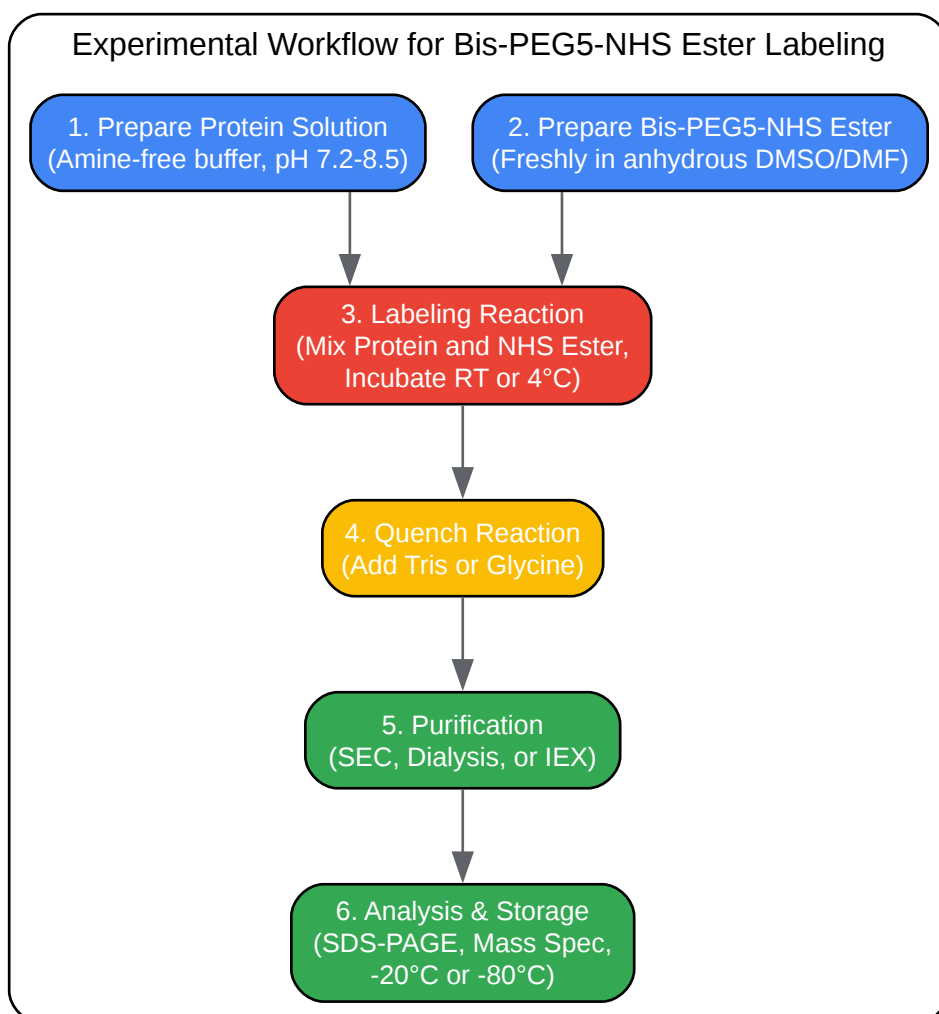 Experimental Workflow for Bis-PEG5-NHS Ester Labeling
1. Prepare Protein Solution
(Amine-free buffer, pH 7.2-8.5)
2. Prepare Bis-PEG5-NHS Ester
(Freshly in anhydrous DMSO/DMF)
3. Labeling Reaction
(Mix Protein and NHS Ester,
Incubate RT or 4°C)
4. Quench Reaction
(Add Tris or Glycine)
5. Purification
(SEC, Dialysis, or IEX)
6. Analysis & Storage
(SDS-PAGE, Mass Spec,
-20°C or -80°C)